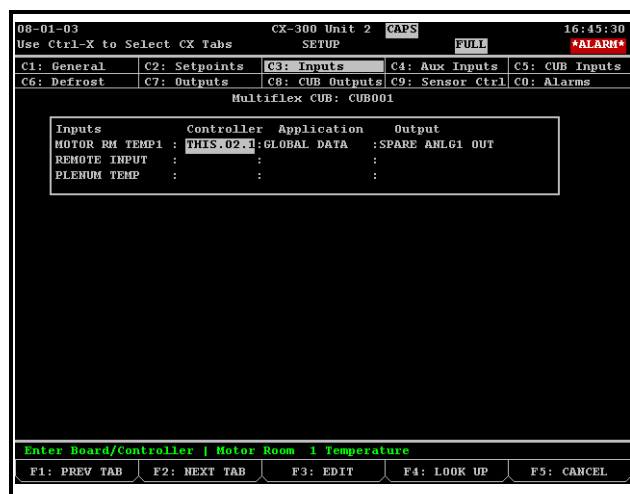 08-01-03 CX-300 Unit 2 CAPS 16:45:30
Use Ctrl-X to Select CX Tabs SETUP FULL *ALARM*
C1: General C2: Setpoints C3: Inputs C4: Aux Inputs C5: CUB Inputs
C6: Defrost C7: Outputs C8: CUB Outputs C9: Sensor Ctrl C0: Alarms
Multiflex CUB: CUB001
Inputs Controller Application Output
MOTOR RM TEMP1 : THIS.02.1:GLOBAL DATA :SPARE ANLG1 OUT
REMOTE INPUT : : :
PLENUM TEMP : : :
Enter Board/Controller | Motor Room 1 Temperature
F1: PREV TAB F2: NEXT TAB F3: EDIT F4: LOOK UP F5: CANCEL